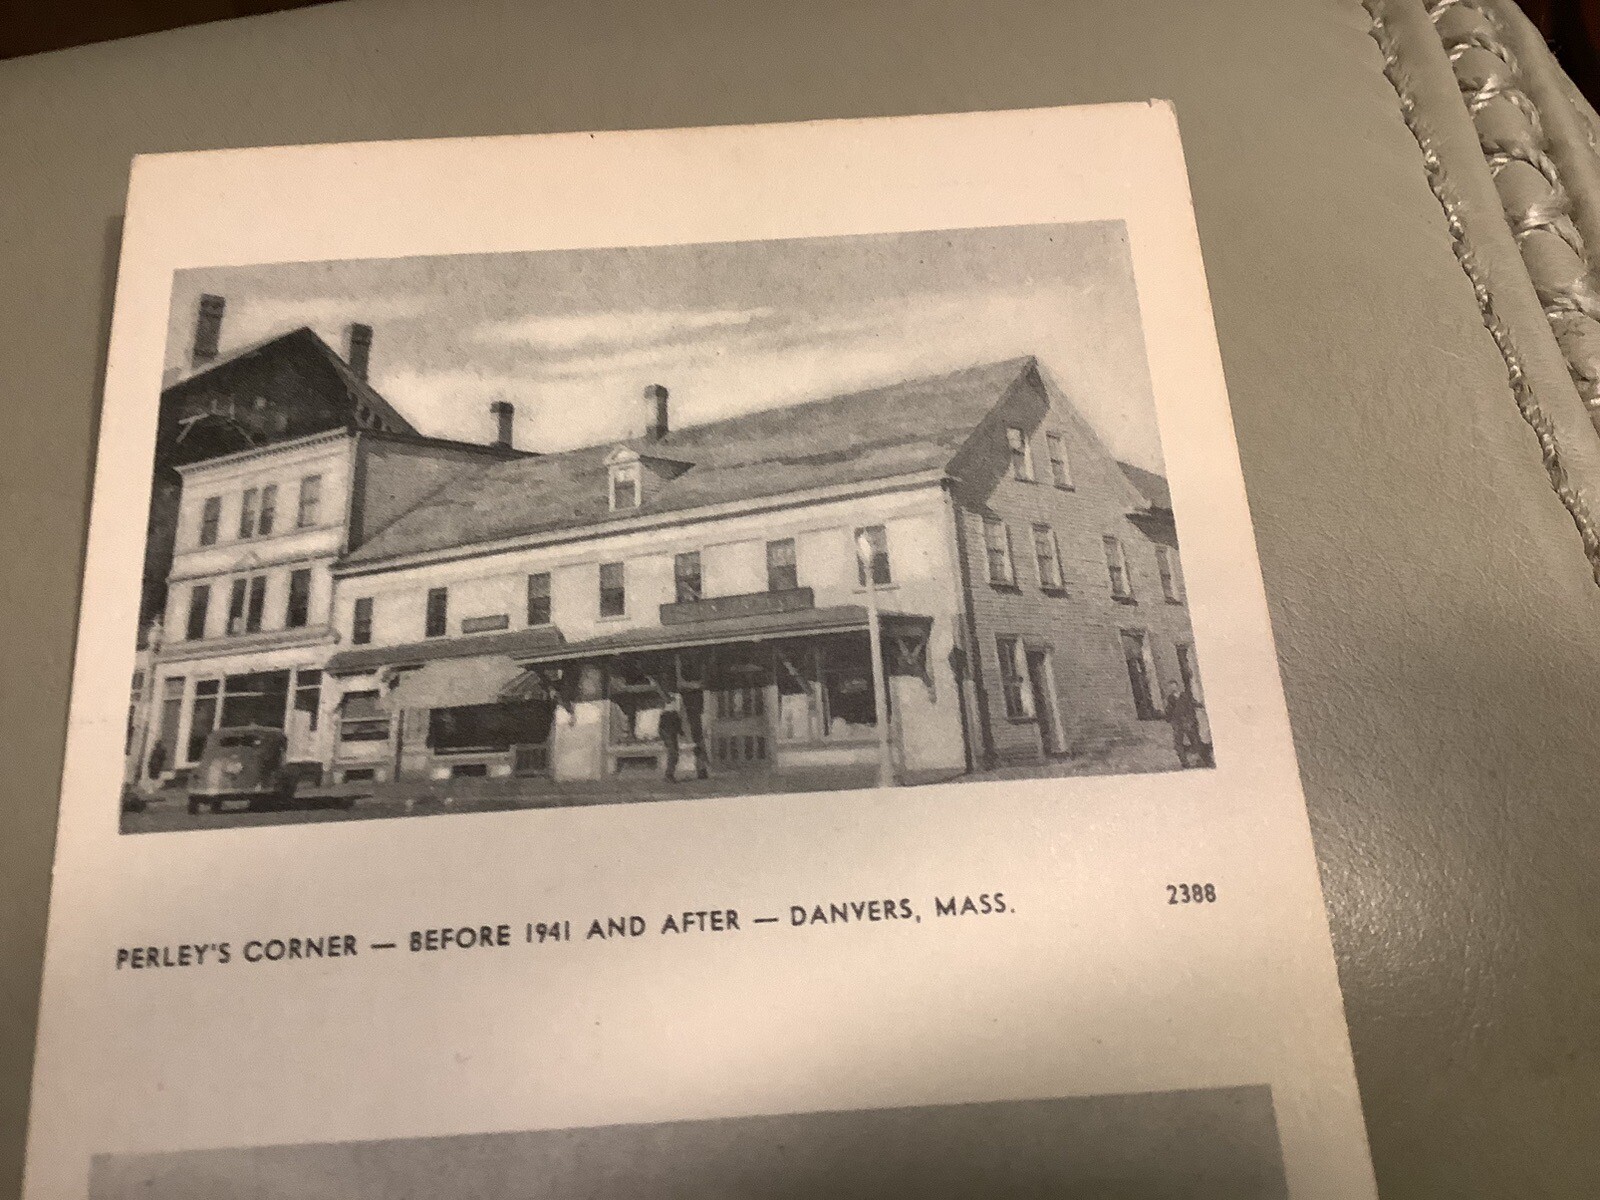 PERLEY'S CORNER — BEFORE 1941 AND AFTER — DANVERS, MASS. 2388